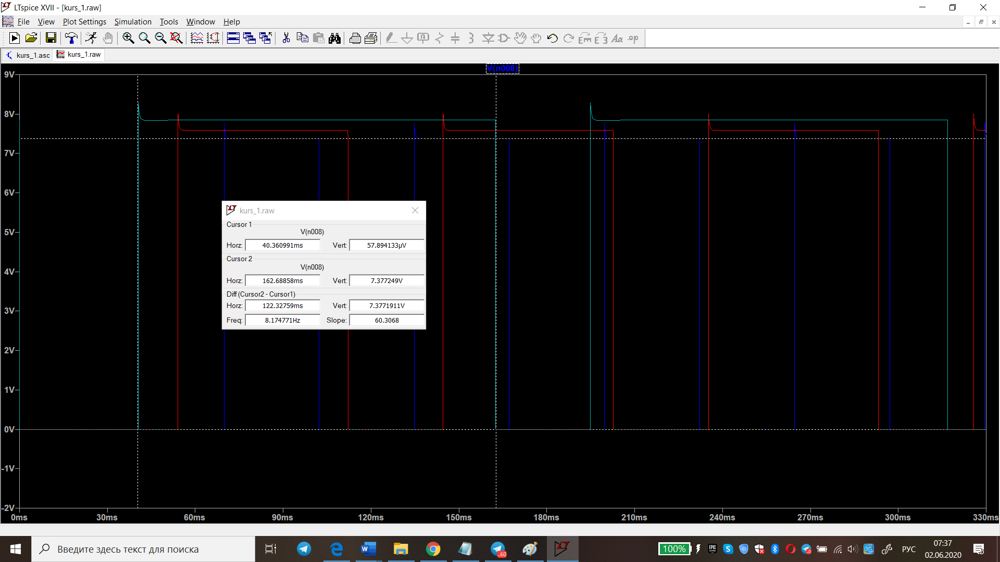 LTspice XVII - [kurs_1.raw]
File View Plot Settings Simulation Tools Window Help
kurs_1.asc kurs_1.raw
V(n008)
9V
8V
7V
6V
5V
4V
3V
2V
1V
0V
-1V
-2V
0ms 30ms 60ms 90ms 120ms 150ms 180ms 210ms 240ms 270ms 300ms 330ms
kurs_1.raw
Cursor 1
V(n008)
Horz: 40.360991ms Vert: 57.894133µV
Cursor 2
V(n008)
Horz: 162.68858ms Vert: 7.377249V
Diff (Cursor2 - Cursor1)
Horz: 122.32759ms Vert: 7.3771911V
Freq: 8.174771Hz Slope: 60.3068
Введите здесь текст для поиска
100% РУС
07:37
02.06.2020